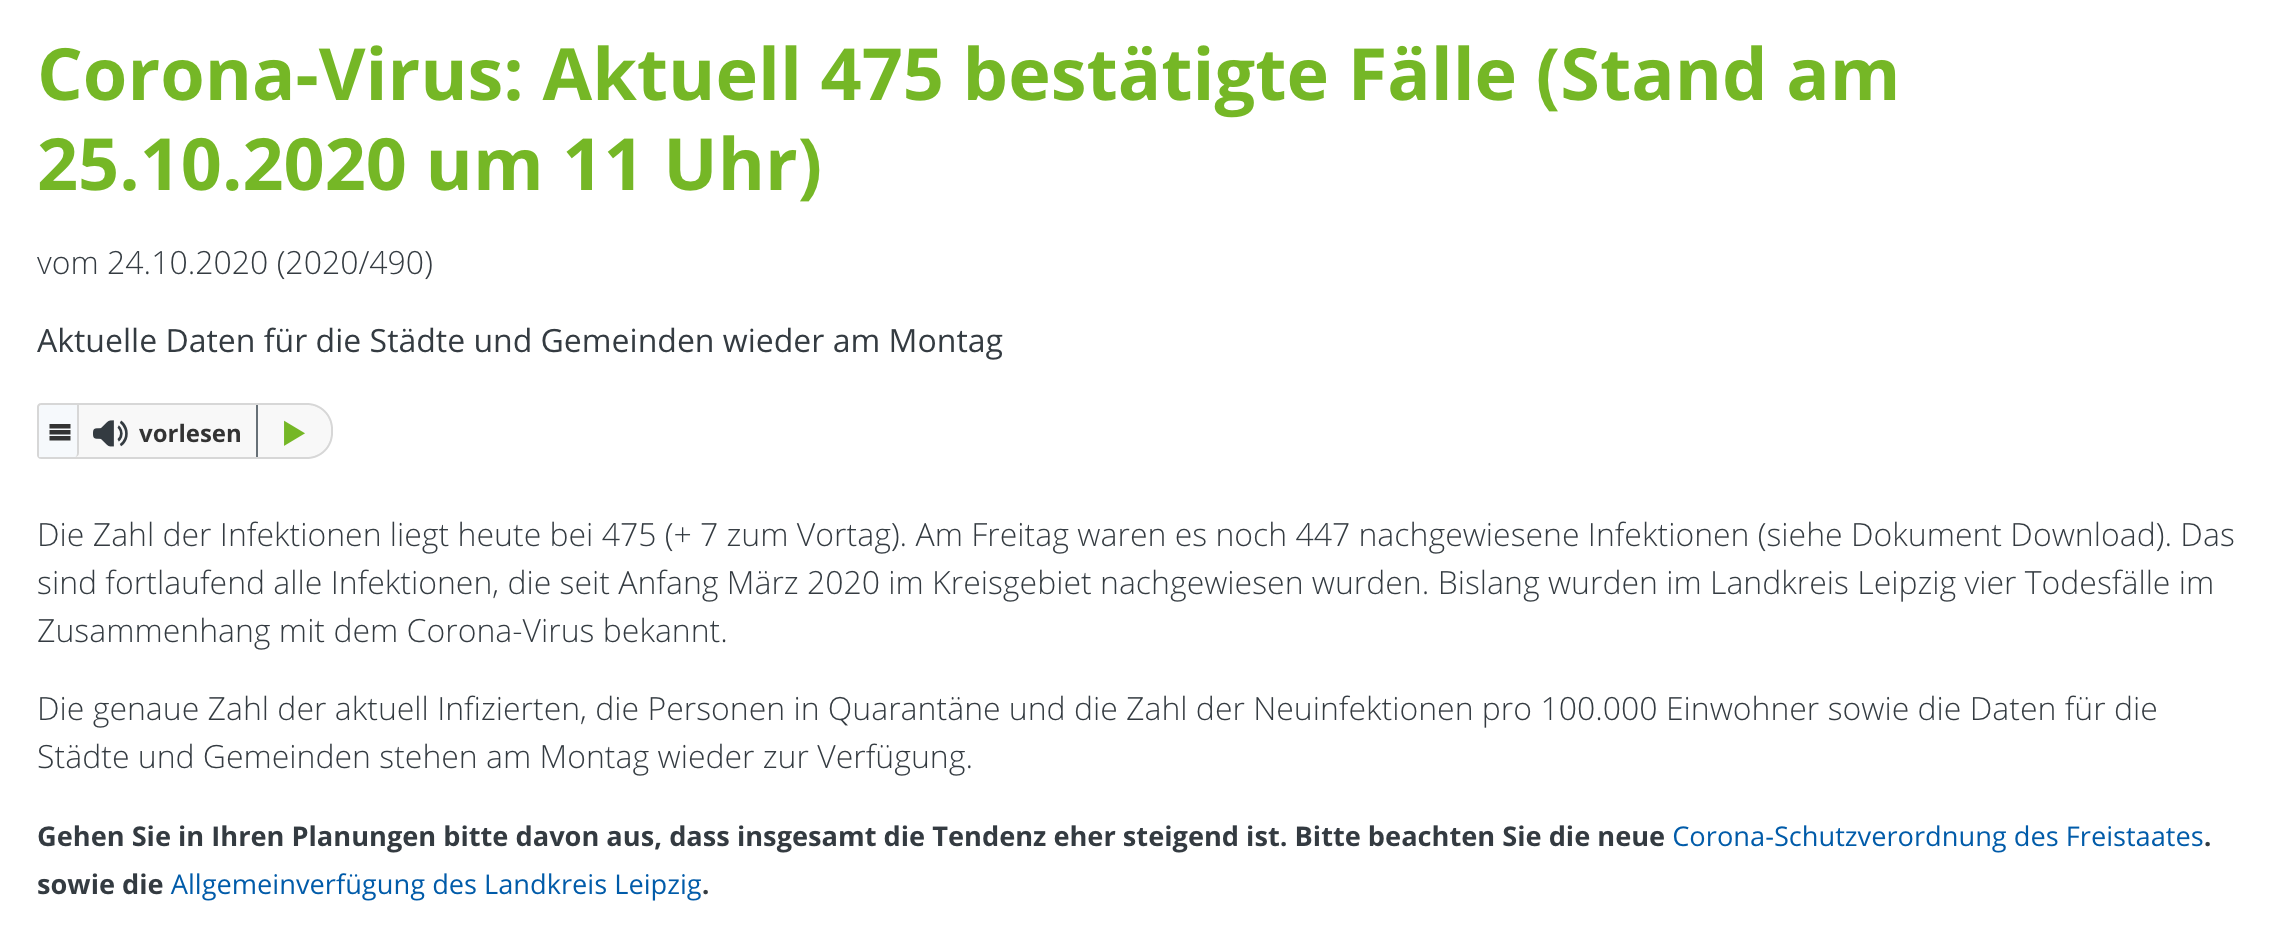 Corona-Virus: Aktuell 475 bestätigte Fälle (Stand am
25.10.2020 um 11 Uhr)
vom 24.10.2020 (2020/490)
Aktuelle Daten für die Städte und Gemeinden wieder am Montag
vorlesen
Die Zahl der Infektionen liegt heute bei 475 (+ 7 zum Vortag). Am Freitag waren es noch 447 nachgewiesene Infektionen (siehe Dokument Download). Das
sind fortlaufend alle Infektionen, die seit Anfang März 2020 im Kreisgebiet nachgewiesen wurden. Bislang wurden im Landkreis Leipzig vier Todesfälle im
Zusammenhang mit dem Corona-Virus bekannt.
Die genaue Zahl der aktuell Infizierten, die Personen in Quarantäne und die Zahl der Neuinfektionen pro 100.000 Einwohner sowie die Daten für die
Städte und Gemeinden stehen am Montag wieder zur Verfügung.
Gehen Sie in Ihren Planungen bitte davon aus, dass insgesamt die Tendenz eher steigend ist. Bitte beachten Sie die neue Corona-Schutzverordnung des Freistaates.
sowie die Allgemeinverfügung des Landkreis Leipzig.